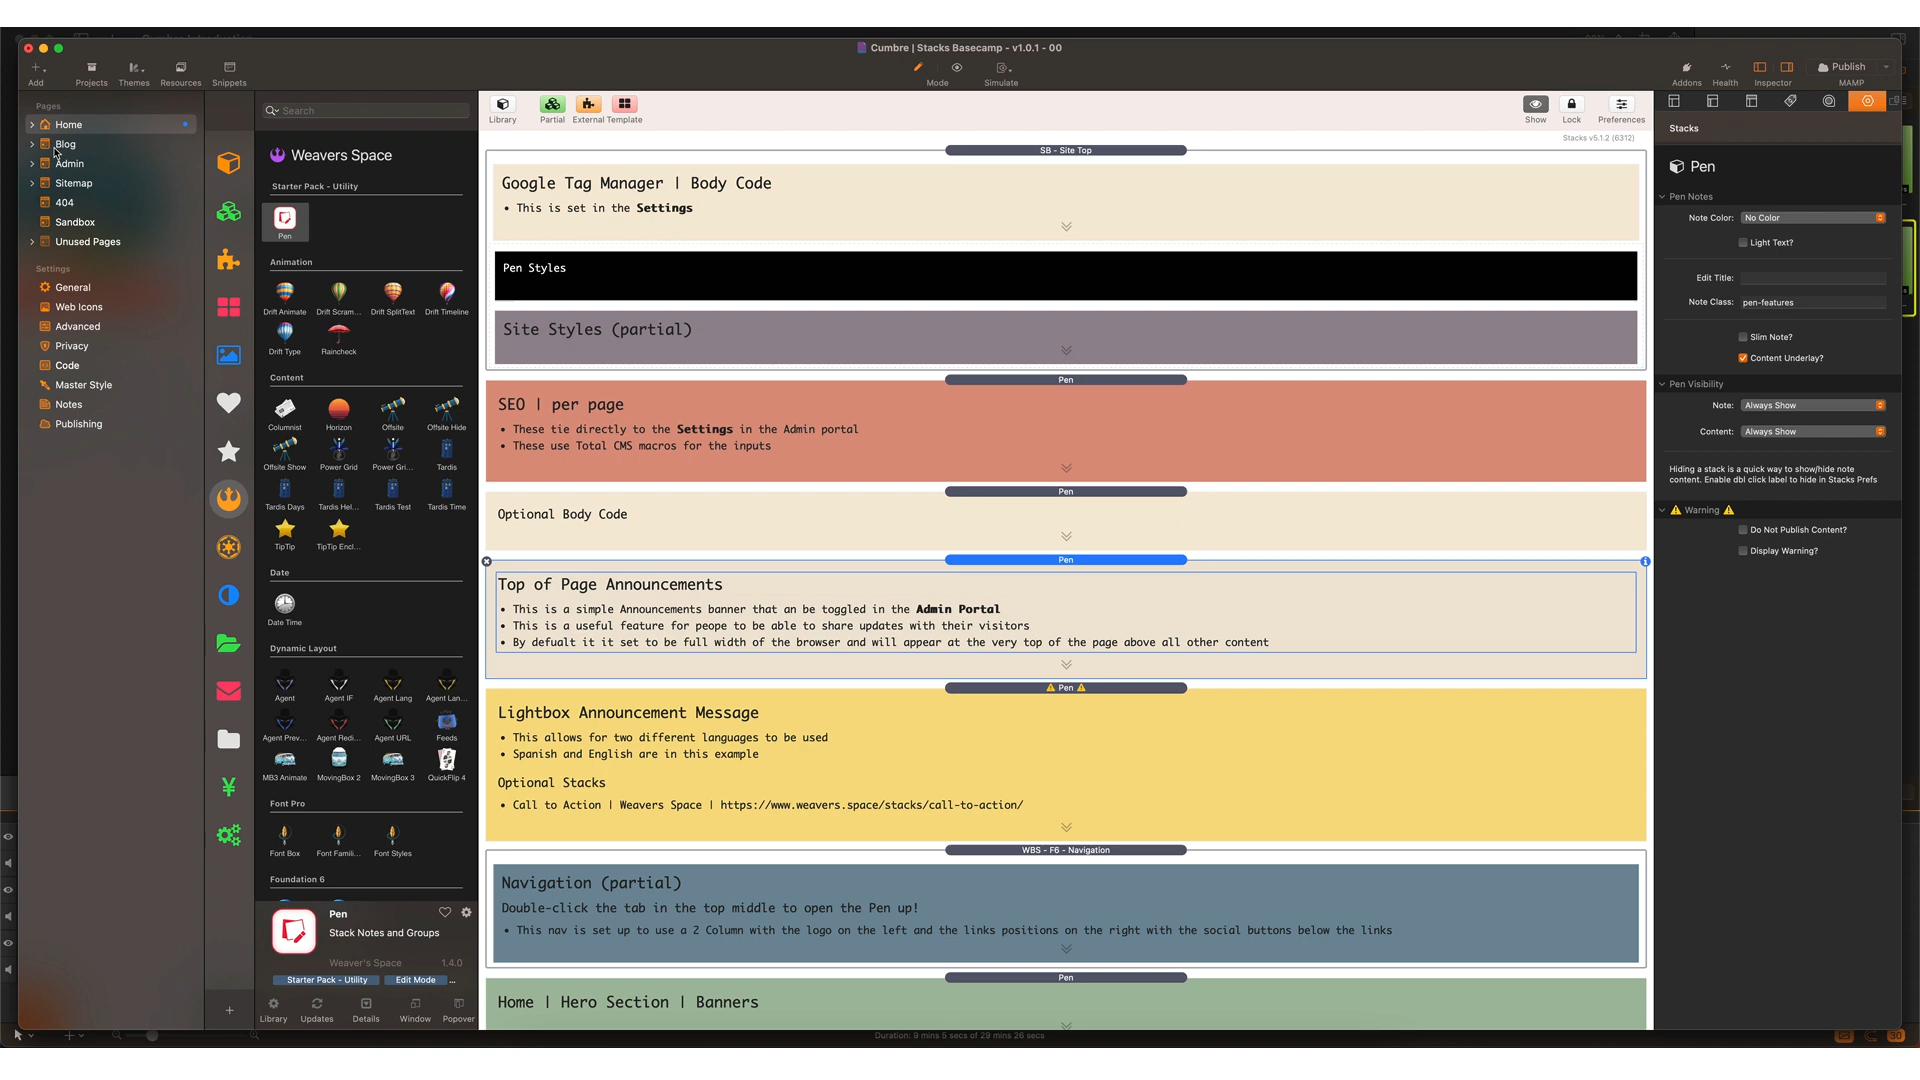 Cumbre | Stacks Basecamp - v1.0.1 - 00
Add
Projects
Themes
Resources
Snippets
Mode
Simulate
Addons
Health
Inspector
Publish
MAMP
Pages
Home
Blog
Admin
Sitemap
404
Sandbox
Unused Pages
Settings
General
Web Icons
Advanced
Privacy
Code
Master Style
Notes
Publishing
Search
Weavers Space
Starter Pack - Utility
Pen
Animation
Drift Animate
Drift Scram...
Drift SplitText
Drift Timeline
Drift Type
Raincheck
Content
Columnist
Horizon
Offsite
Offsite Hide
Offsite Show
Power Grid
Power Gri...
Tardis
Tardis Days
Tardis Hel...
Tardis Test
Tardis Time
TipTip
TipTip Encl...
Date
Date Time
Dynamic Layout
Agent
Agent IF
Agent Lang
Agent Lan...
Agent Prev...
Agent Redi...
Agent URL
Feeds
MB3 Animate
MovingBox 2
MovingBox 3
QuickFlip 4
Font Pro
Font Box
Font Famili...
Font Styles
Foundation 6
Pen
Stack Notes and Groups
Weaver's Space
1.4.0
Starter Pack - Utility
Edit Mode
...
Library
Updates
Details
Window
Popover
Library
Partial
External
Template
Show
Lock
Preferences
Stacks v5.1.2 (6312)
SB - Site Top
Google Tag Manager | Body Code
• This is set in the Settings
Pen Styles
Site Styles (partial)
Pen
SEO | per page
• These tie directly to the Settings in the Admin portal
• These use Total CMS macros for the inputs
Pen
Optional Body Code
Pen
Top of Page Announcements
• This is a simple Announcements banner that an be toggled in the Admin Portal
• This is a useful feature for peope to be able to share updates with their visitors
• By defualt it it set to be full width of the browser and will appear at the very top of the page above all other content
Pen
Lightbox Announcement Message
• This allows for two different languages to be used
• Spanish and English are in this example
Optional Stacks
• Call to Action | Weavers Space | https://www.weavers.space/stacks/call-to-action/
WBS - F6 - Navigation
Navigation (partial)
Double-click the tab in the top middle to open the Pen up!
• This nav is set up to use a 2 Column with the logo on the left and the links positions on the right with the social buttons below the links
Pen
Home | Hero Section | Banners
Stacks
Pen
Pen Notes
Note Color:
No Color
Light Text?
Edit Title:
Note Class:
pen-features
Slim Note?
Content Underlay?
Pen Visibility
Note:
Always Show
Content:
Always Show
Hiding a stack is a quick way to show/hide note
content. Enable dbl click label to hide in Stacks Prefs
Warning
Do Not Publish Content?
Display Warning?
Duration: 9 mins 5 secs of 29 mins 26 secs